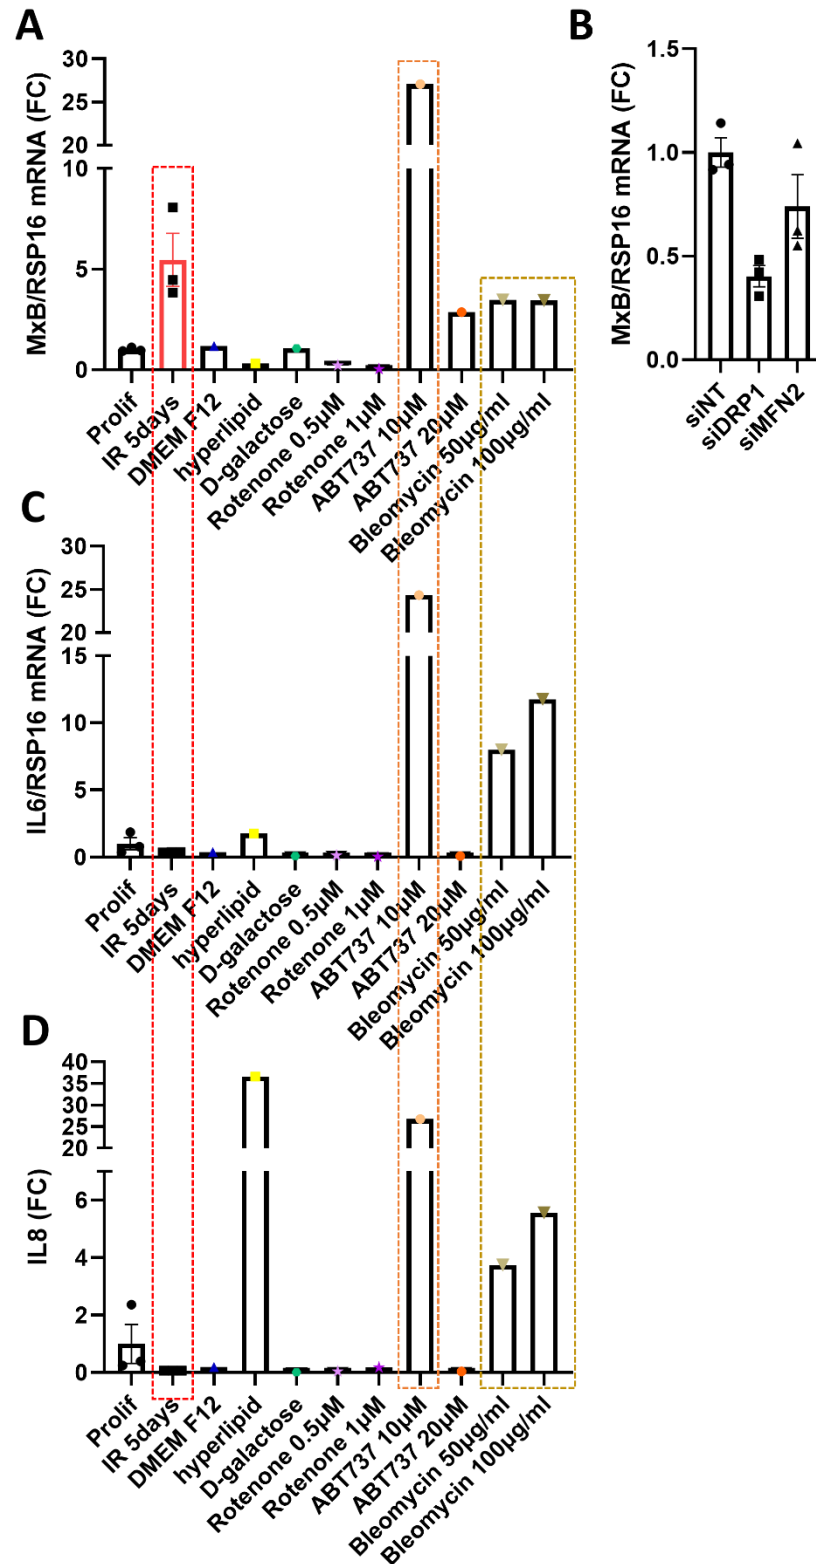 A
MxB/RSP16 mRNA (FC)
30
25
20
10
5
0
Prolif
IR 5days
DMEM F12
hyperlipid
D-galactose
Rotenone 0.5µM
Rotenone 1µM
ABT737 10µM
ABT737 20µM
Bleomycin 50µg/ml
Bleomycin 100µg/ml
B
MxB/RSP16 mRNA (FC)
1.5
1.0
0.5
0.0
siNT
siDRP1
siMFN2
C
IL6/RSP16 mRNA (FC)
30
25
20
15
10
5
0
Prolif
IR 5days
DMEM F12
hyperlipid
D-galactose
Rotenone 0.5µM
Rotenone 1µM
ABT737 10µM
ABT737 20µM
Bleomycin 50µg/ml
Bleomycin 100µg/ml
D
IL8 (FC)
40
35
30
25
20
6
4
2
0
Prolif
IR 5days
DMEM F12
hyperlipid
D-galactose
Rotenone 0.5µM
Rotenone 1µM
ABT737 10µM
ABT737 20µM
Bleomycin 50µg/ml
Bleomycin 100µg/ml